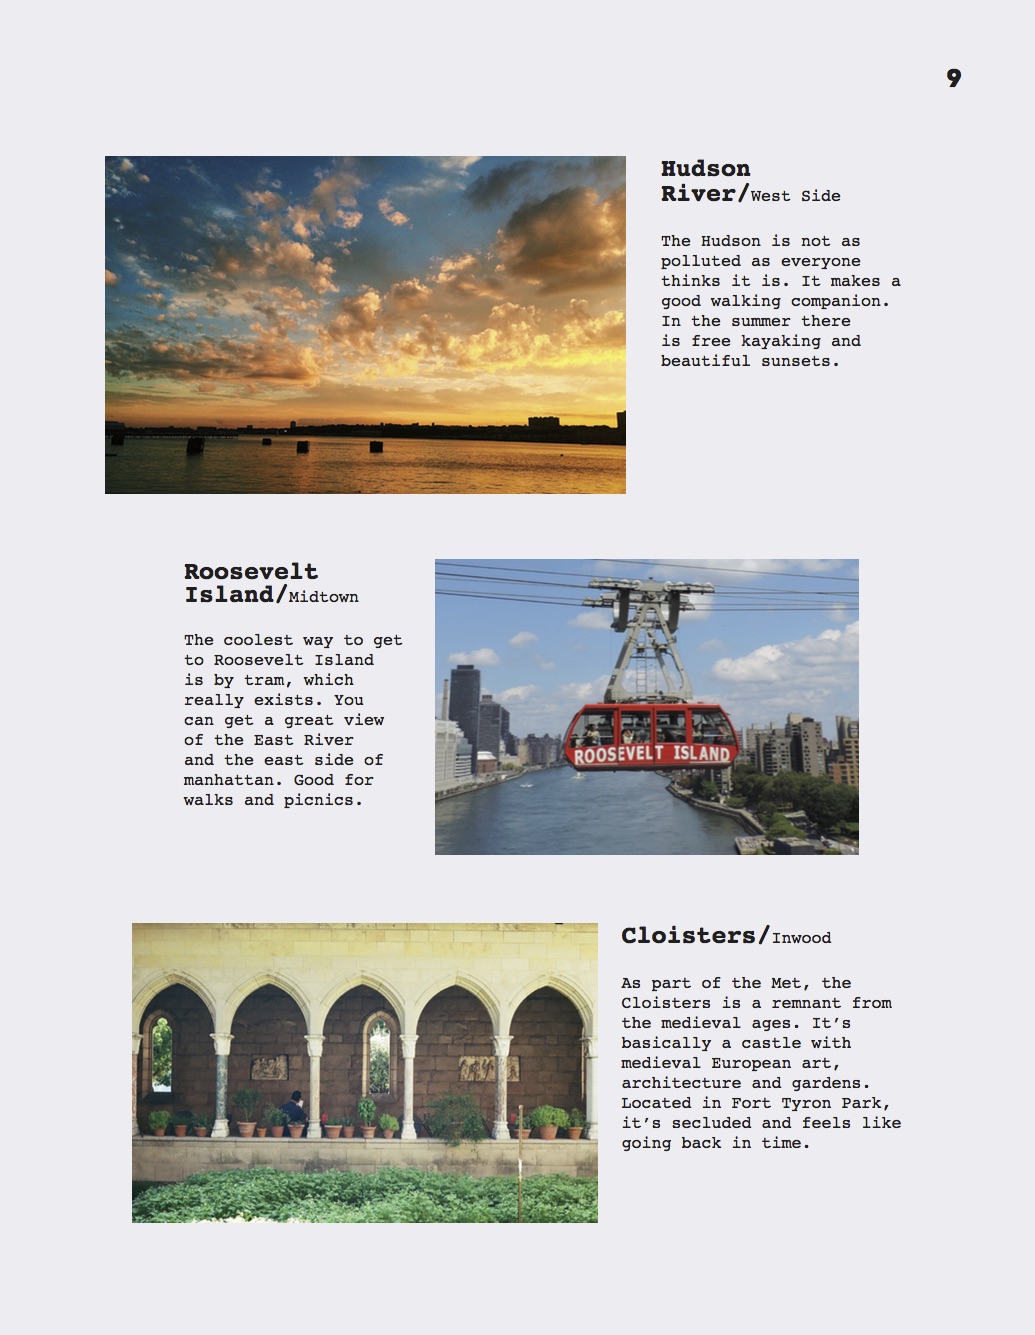 9
Hudson
River/West Side
The Hudson is not as
polluted as everyone
thinks it is. It makes a
good walking companion.
In the summer there
is free kayaking and
beautiful sunsets.
Roosevelt
Island/Midtown
The coolest way to get
to Roosevelt Island
is by tram, which
really exists. You
can get a great view
of the East River
and the east side of
manhattan. Good for
walks and picnics.
ROOSEVELT ISLAND
Cloisters/Inwood
As part of the Met, the
Cloisters is a remnant from
the medieval ages. It’s
basically a castle with
medieval European art,
architecture and gardens.
Located in Fort Tyron Park,
it’s secluded and feels like
going back in time.